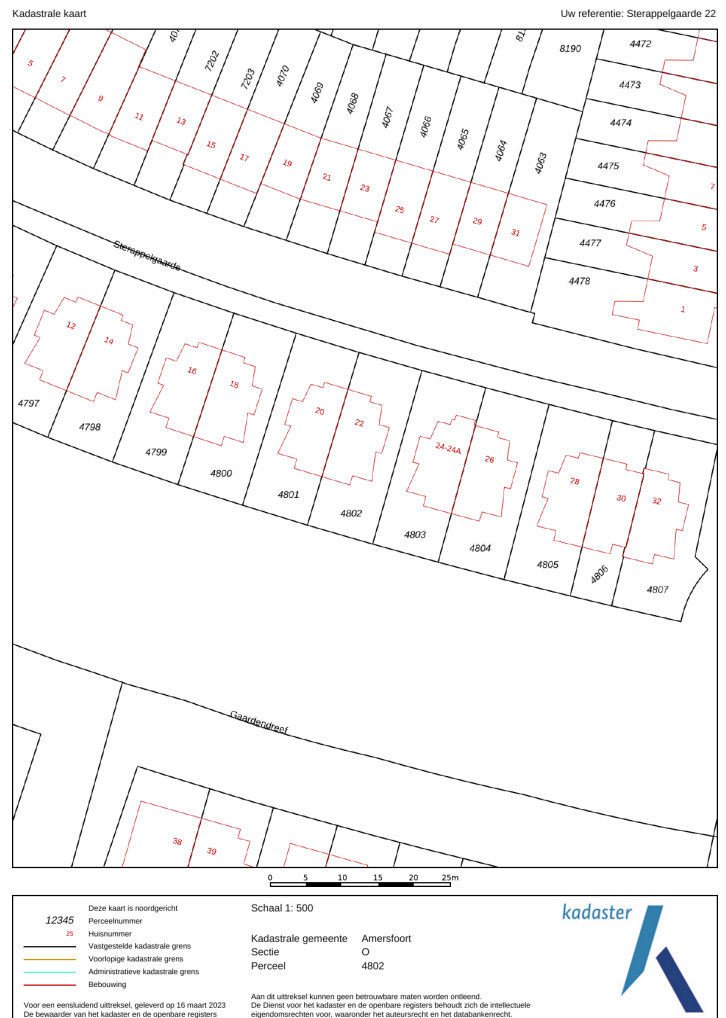 Kadastrale kaart
Uw referentie: Sterappelgaarde 22
7202
7203
4070
4069
4068
4067
4066
4065
4064
4063
8190
4472
4473
4474
4475
4476
4477
4478
5
7
9
11
13
15
17
19
21
23
25
27
29
31
7
5
3
1
Sterappelgaarde
12
14
16
18
20
22
24-24A
26
28
30
32
4797
4798
4799
4800
4801
4802
4803
4804
4805
4806
4807
Gaardendreef
38
39
0 5 10 15 20 25m
Deze kaart is noordgericht
12345 Perceelnummer
25 Huisnummer
Vastgestelde kadastrale grens
Voorlopige kadastrale grens
Administratieve kadastrale grens
Bebouwing
Voor een eensluidend uittreksel, geleverd op 16 maart 2023
De bewaarder van het kadaster en de openbare registers
Schaal 1: 500
Kadastrale gemeente Amersfoort
Sectie O
Perceel 4802
Aan dit uittreksel kunnen geen betrouwbare maten worden ontleend.
De Dienst voor het kadaster en de openbare registers behoudt zich de intellectuele
eigendomsrechten voor, waaronder het auteursrecht en het databankenrecht.
kadaster